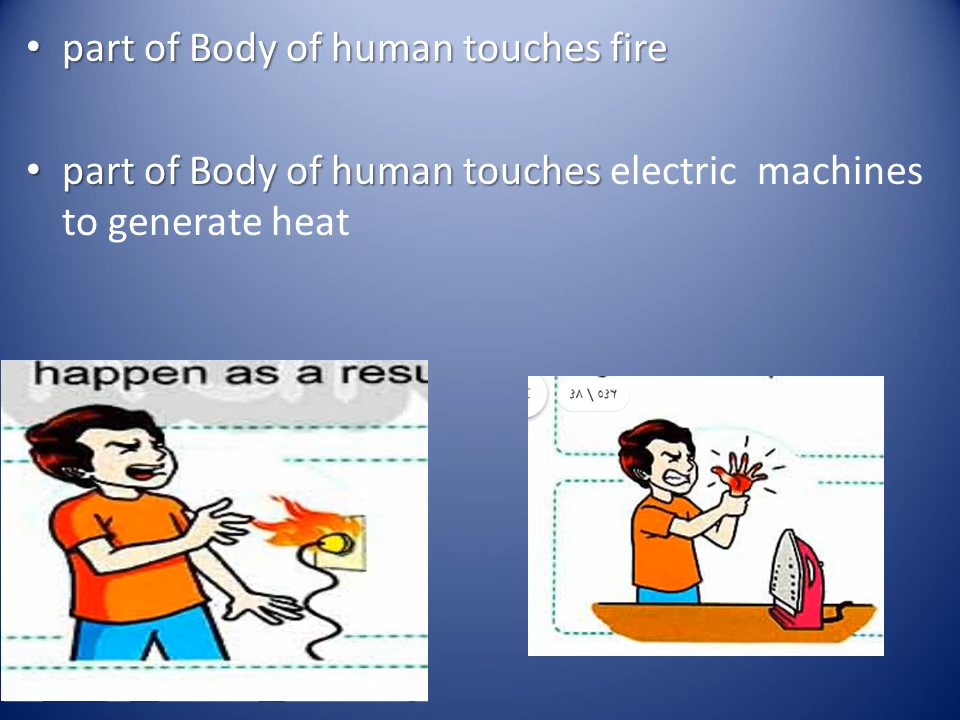 • part of Body of human touches fire
• part of Body of human touches electric machines
to generate heat
happen as a resu